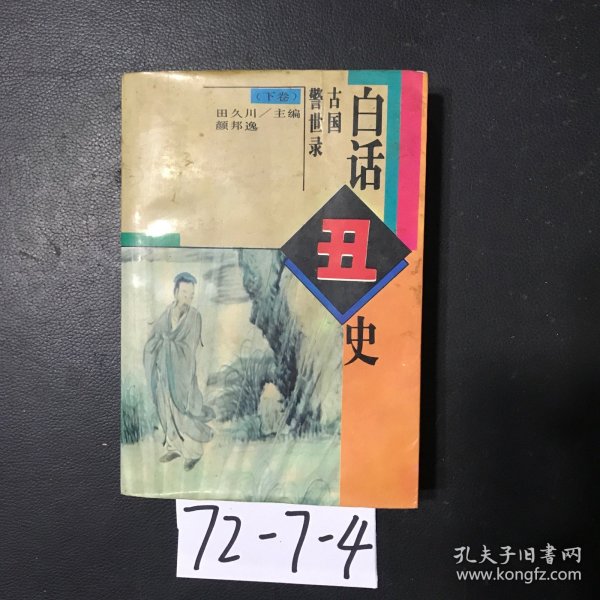 白话丑史
古国
警世录
（下卷）
田久川／主编
颜邦逸
72-7-4
孔夫子旧书网
www.kongfz.com